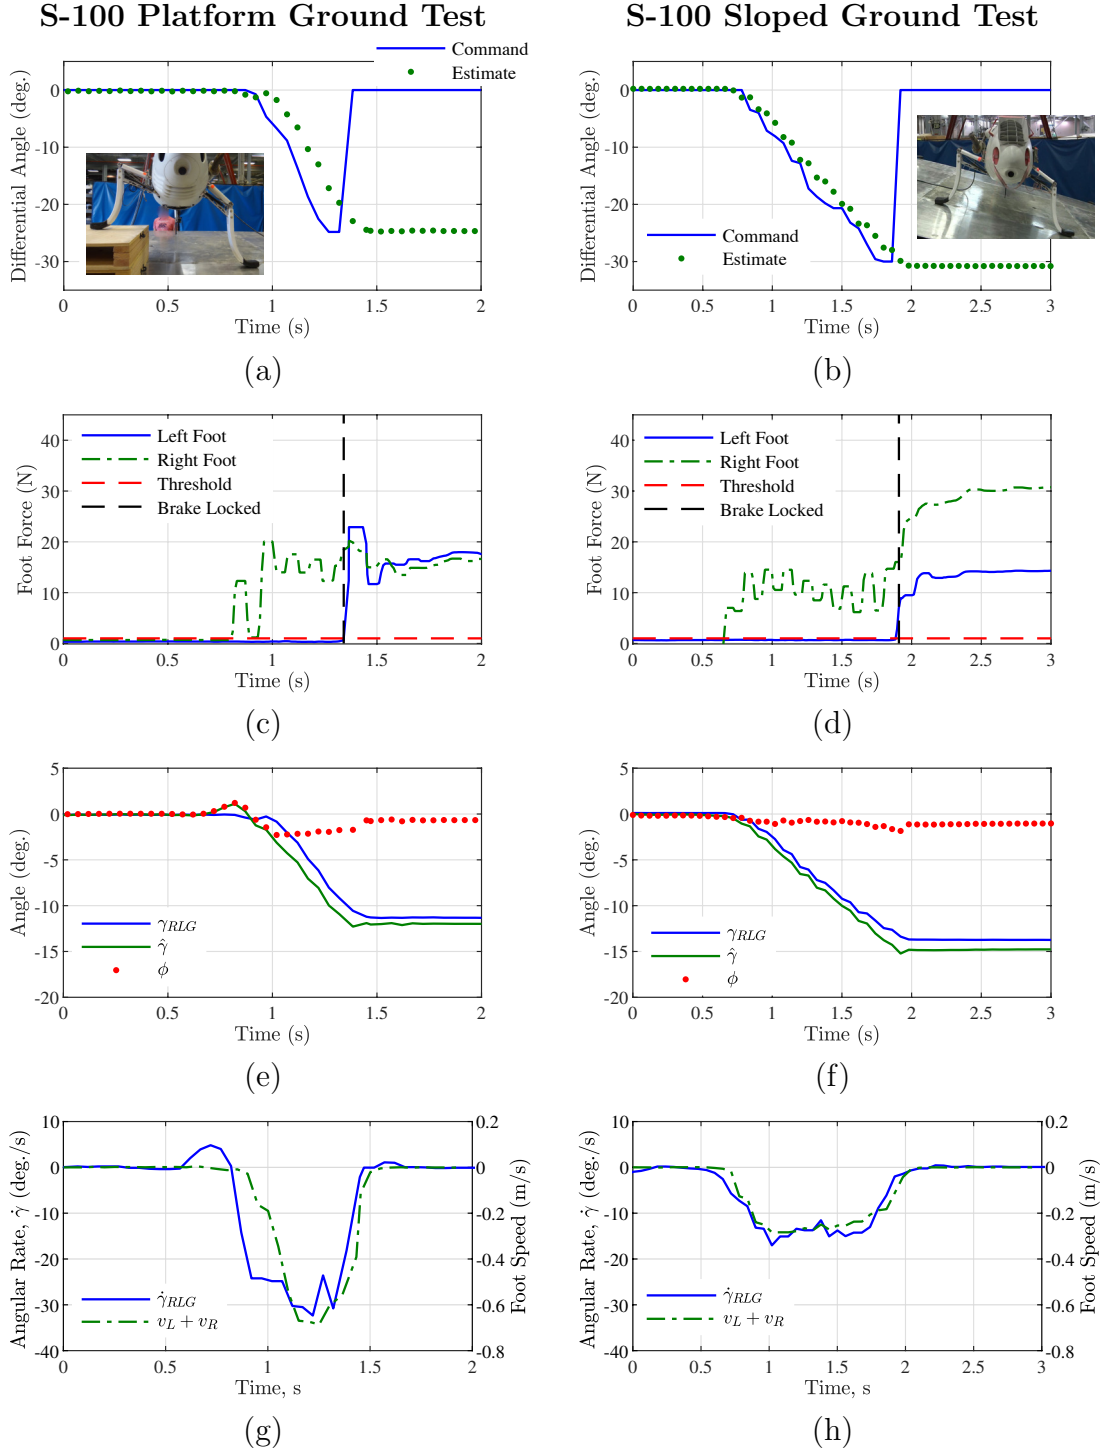 S-100 Platform Ground Test
S-100 Sloped Ground Test
Differential Angle (deg.)
0
-10
-20
-30
Command
Estimate
0
0.5
1
1.5
2
Time (s)
(a)
Differential Angle (deg.)
0
-10
-20
-30
Command
Estimate
0
0.5
1
1.5
2
2.5
3
Time (s)
(b)
Foot Force (N)
40
30
20
10
0
Left Foot
Right Foot
Threshold
Brake Locked
0
0.5
1
1.5
2
Time (s)
(c)
Foot Force (N)
40
30
20
10
0
Left Foot
Right Foot
Threshold
Brake Locked
0
0.5
1
1.5
2
2.5
3
Time (s)
(d)
Angle (deg.)
5
0
-5
-10
-15
-20
γ_RLG
γ̂
ϕ
0
0.5
1
1.5
2
Time (s)
(e)
Angle (deg.)
5
0
-5
-10
-15
-20
γ_RLG
γ̂
ϕ
0
0.5
1
1.5
2
2.5
3
Time (s)
(f)
Angular Rate, γ̇ (deg./s)
10
0
-10
-20
-30
-40
γ̇_RLG
v_L + v_R
0.2
0
-0.2
-0.4
-0.6
-0.8
Foot Speed (m/s)
0
0.5
1
1.5
2
Time, s
(g)
Angular Rate, γ̇ (deg./s)
10
0
-10
-20
-30
-40
γ̇_RLG
v_L + v_R
0.2
0
-0.2
-0.4
-0.6
-0.8
Foot Speed (m/s)
0
0.5
1
1.5
2
2.5
3
Time, s
(h)